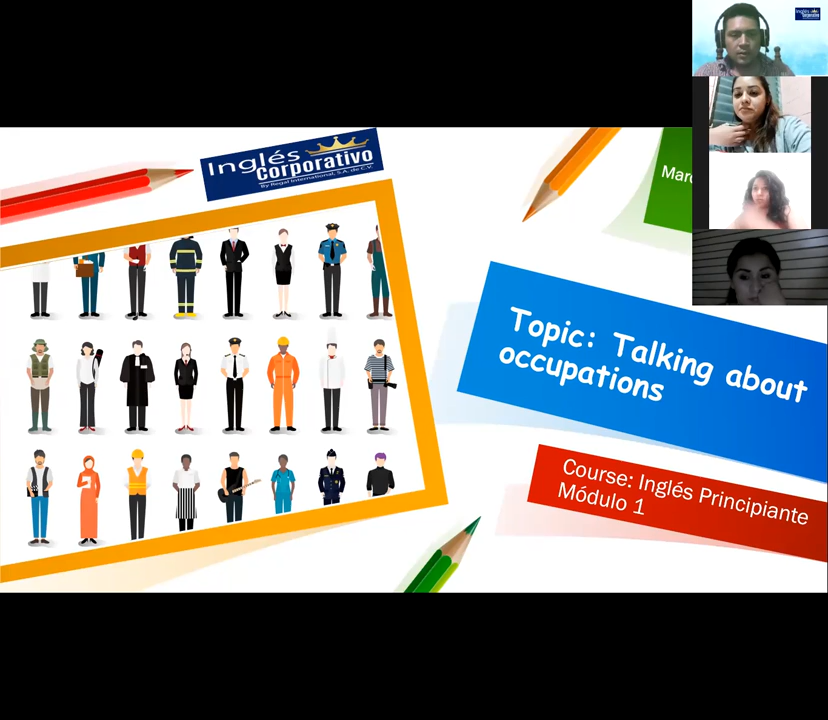 Inglés
Corporativo
By Regal International, S.A. de C.V.
Topic: Talking about
occupations
Course: Inglés Principiante
Módulo 1